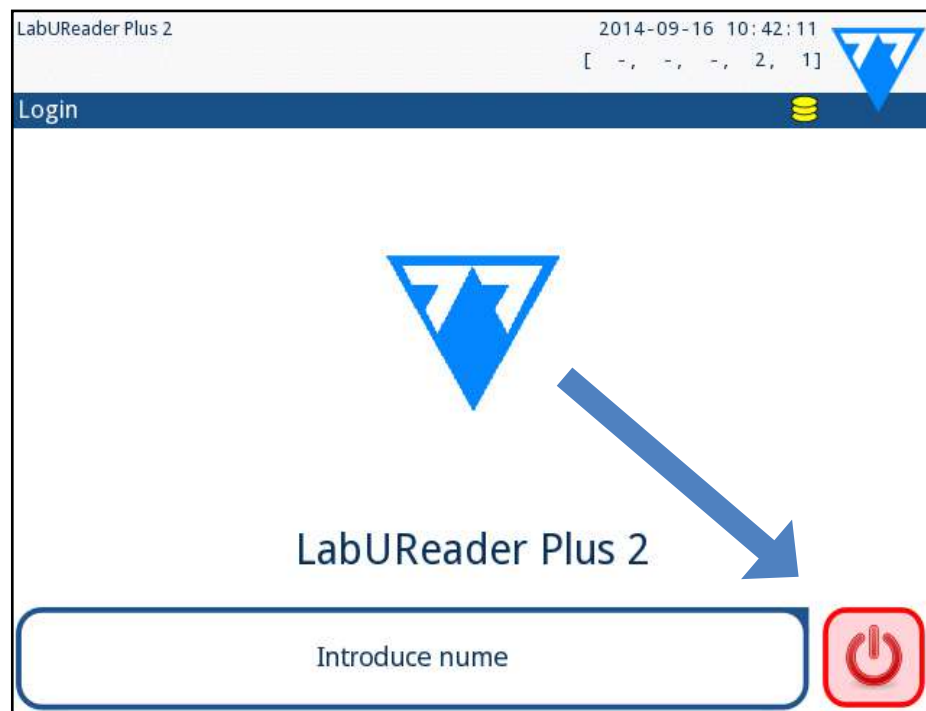 LabUReader Plus 2
2014-09-16 10:42:11
[ -, -, -, 2, 1]
Login
LabUReader Plus 2
Introduce nume